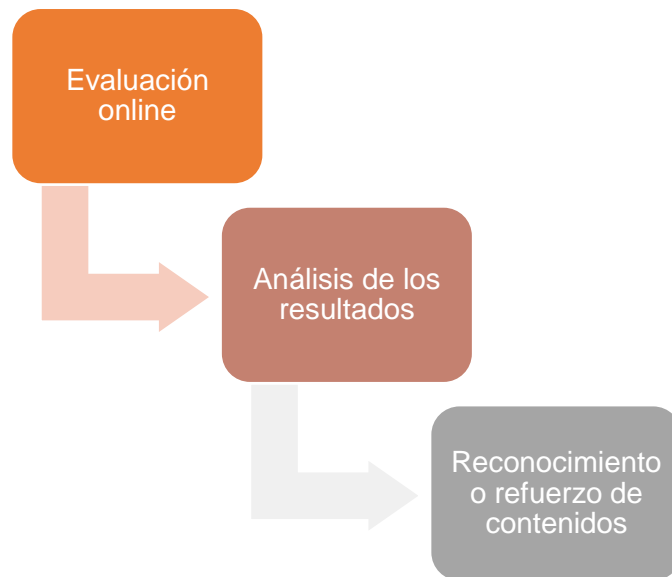 Evaluación
online
Análisis de los
resultados
Reconocimiento
o refuerzo de
contenidos